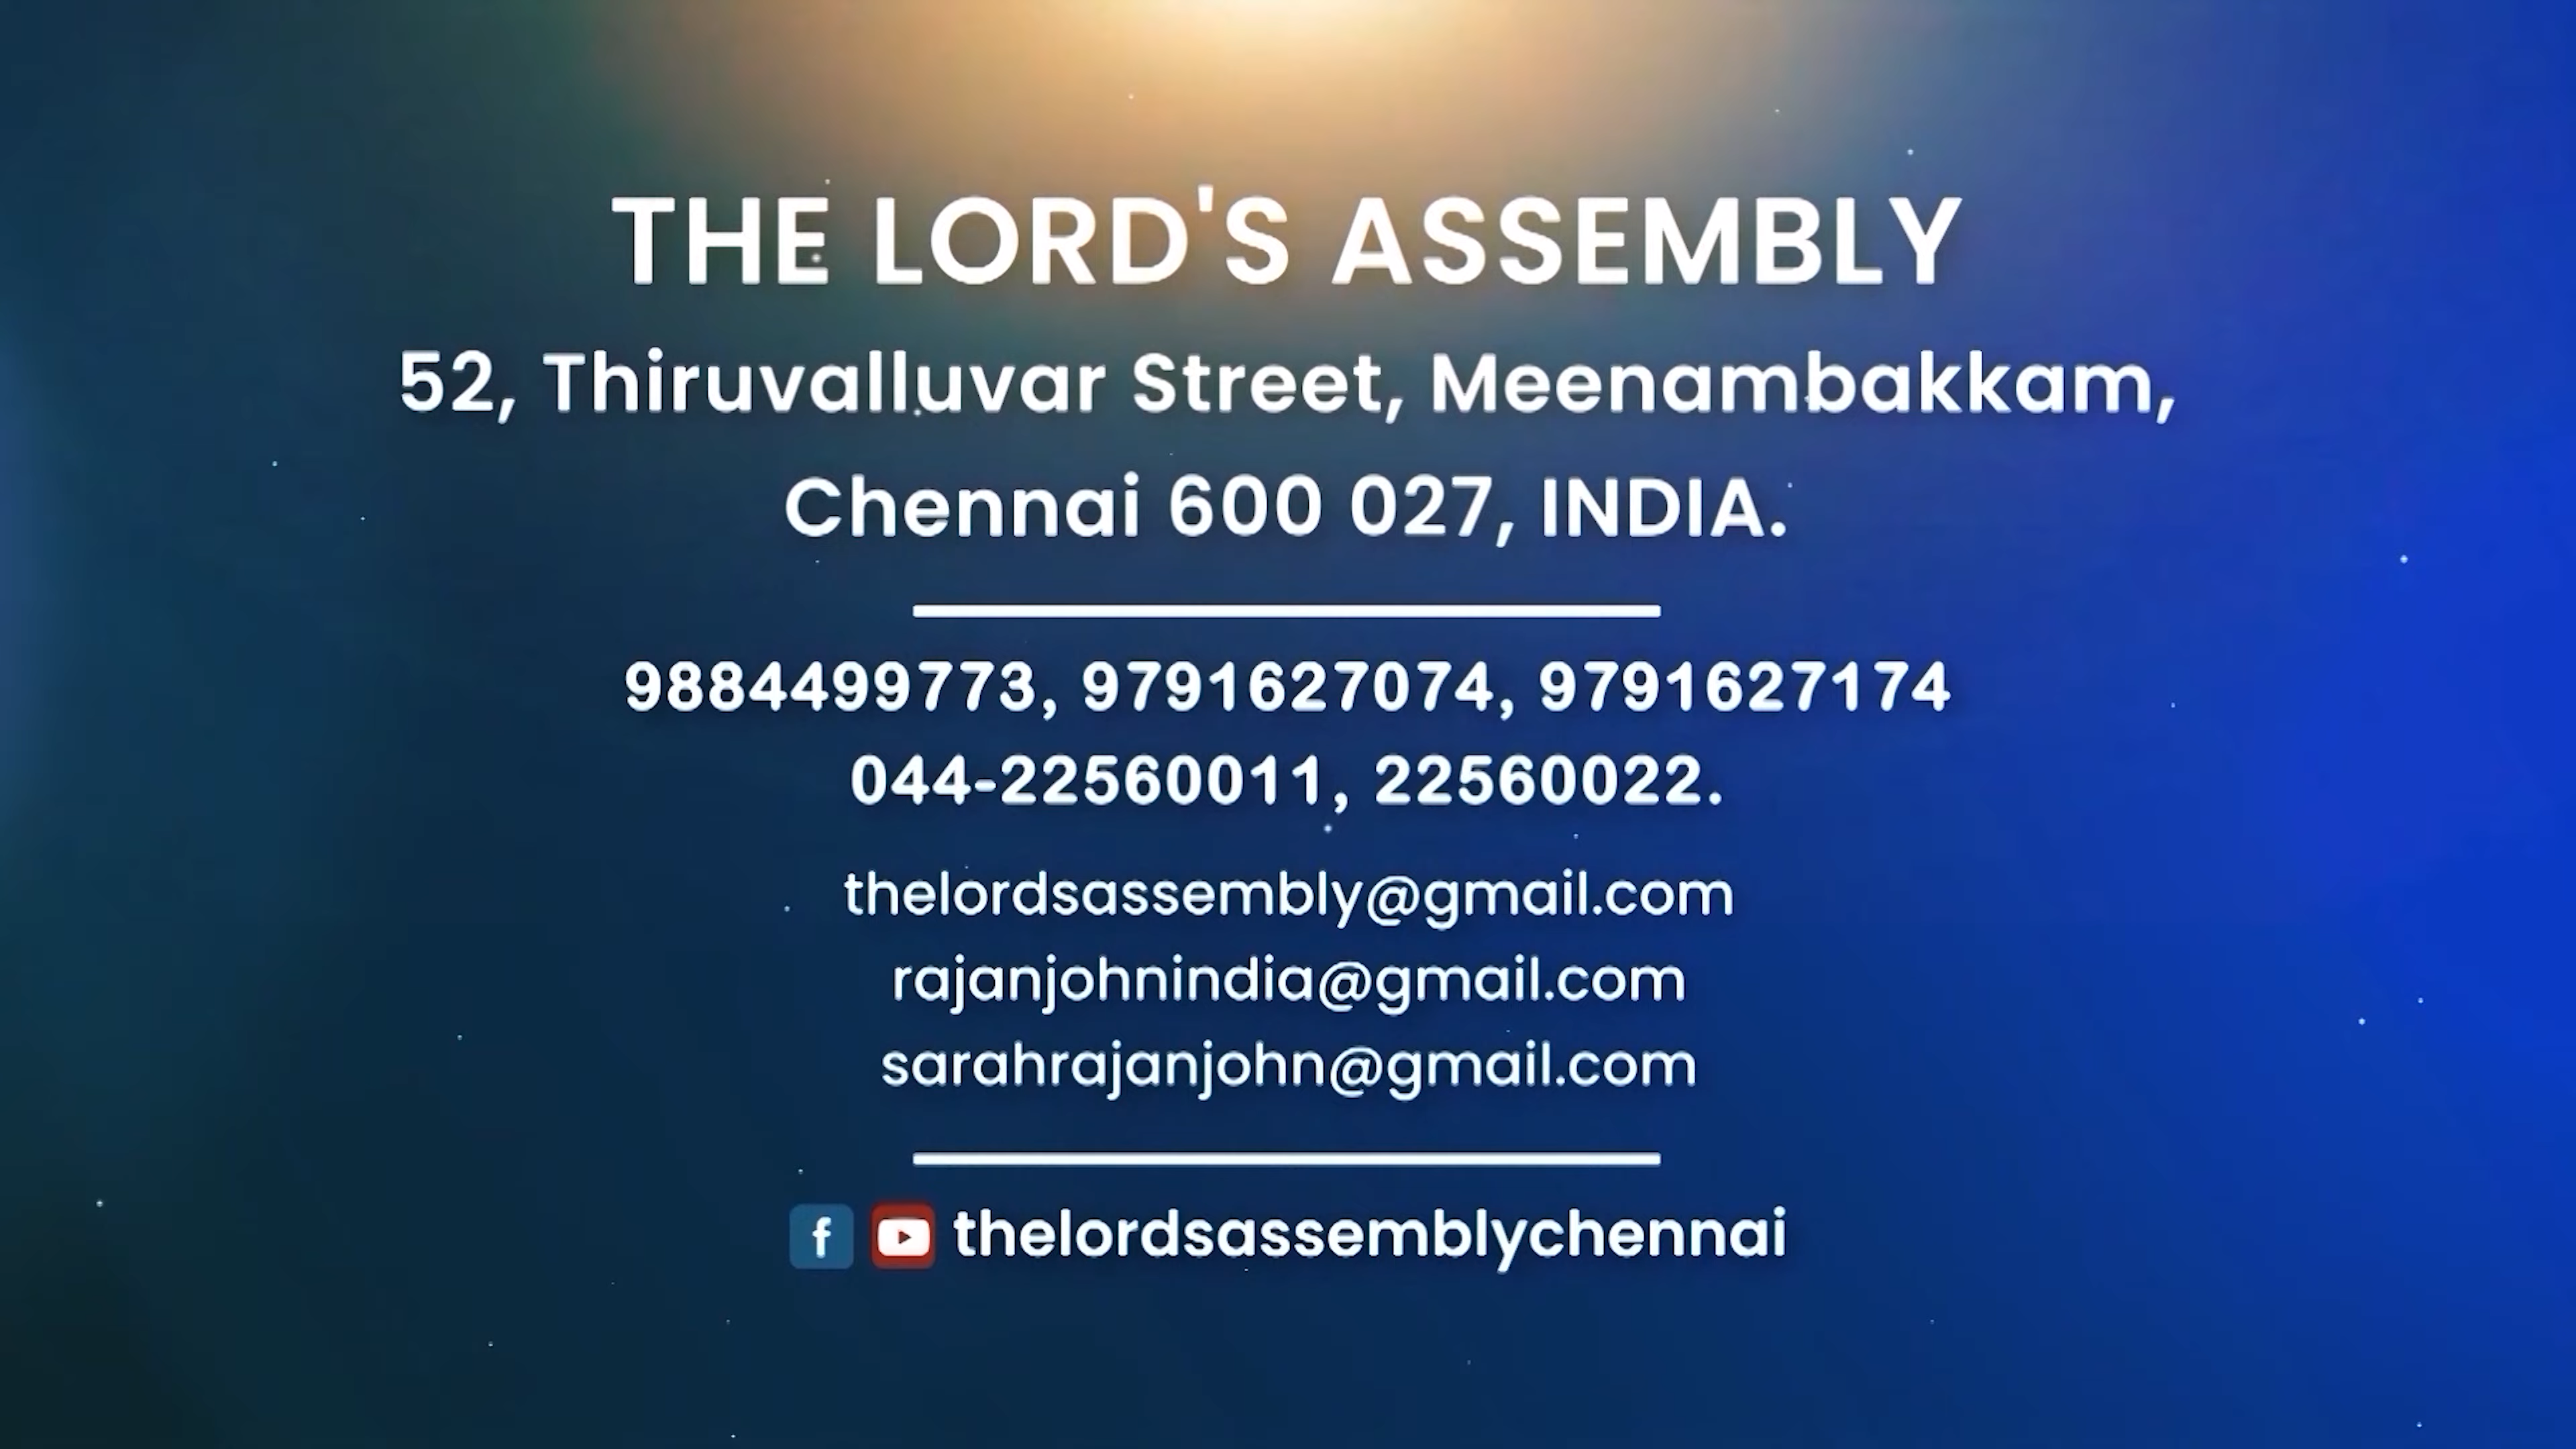 THE LORD'S ASSEMBLY
52, Thiruvalluvar Street, Meenambakkam,
Chennai 600 027, INDIA.
9884499773, 9791627074, 9791627174
044-22560011, 22560022.
thelordsassembly@gmail.com
rajanjohnindia@gmail.com
sarahrajanjohn@gmail.com
f thelordsassemblychennai